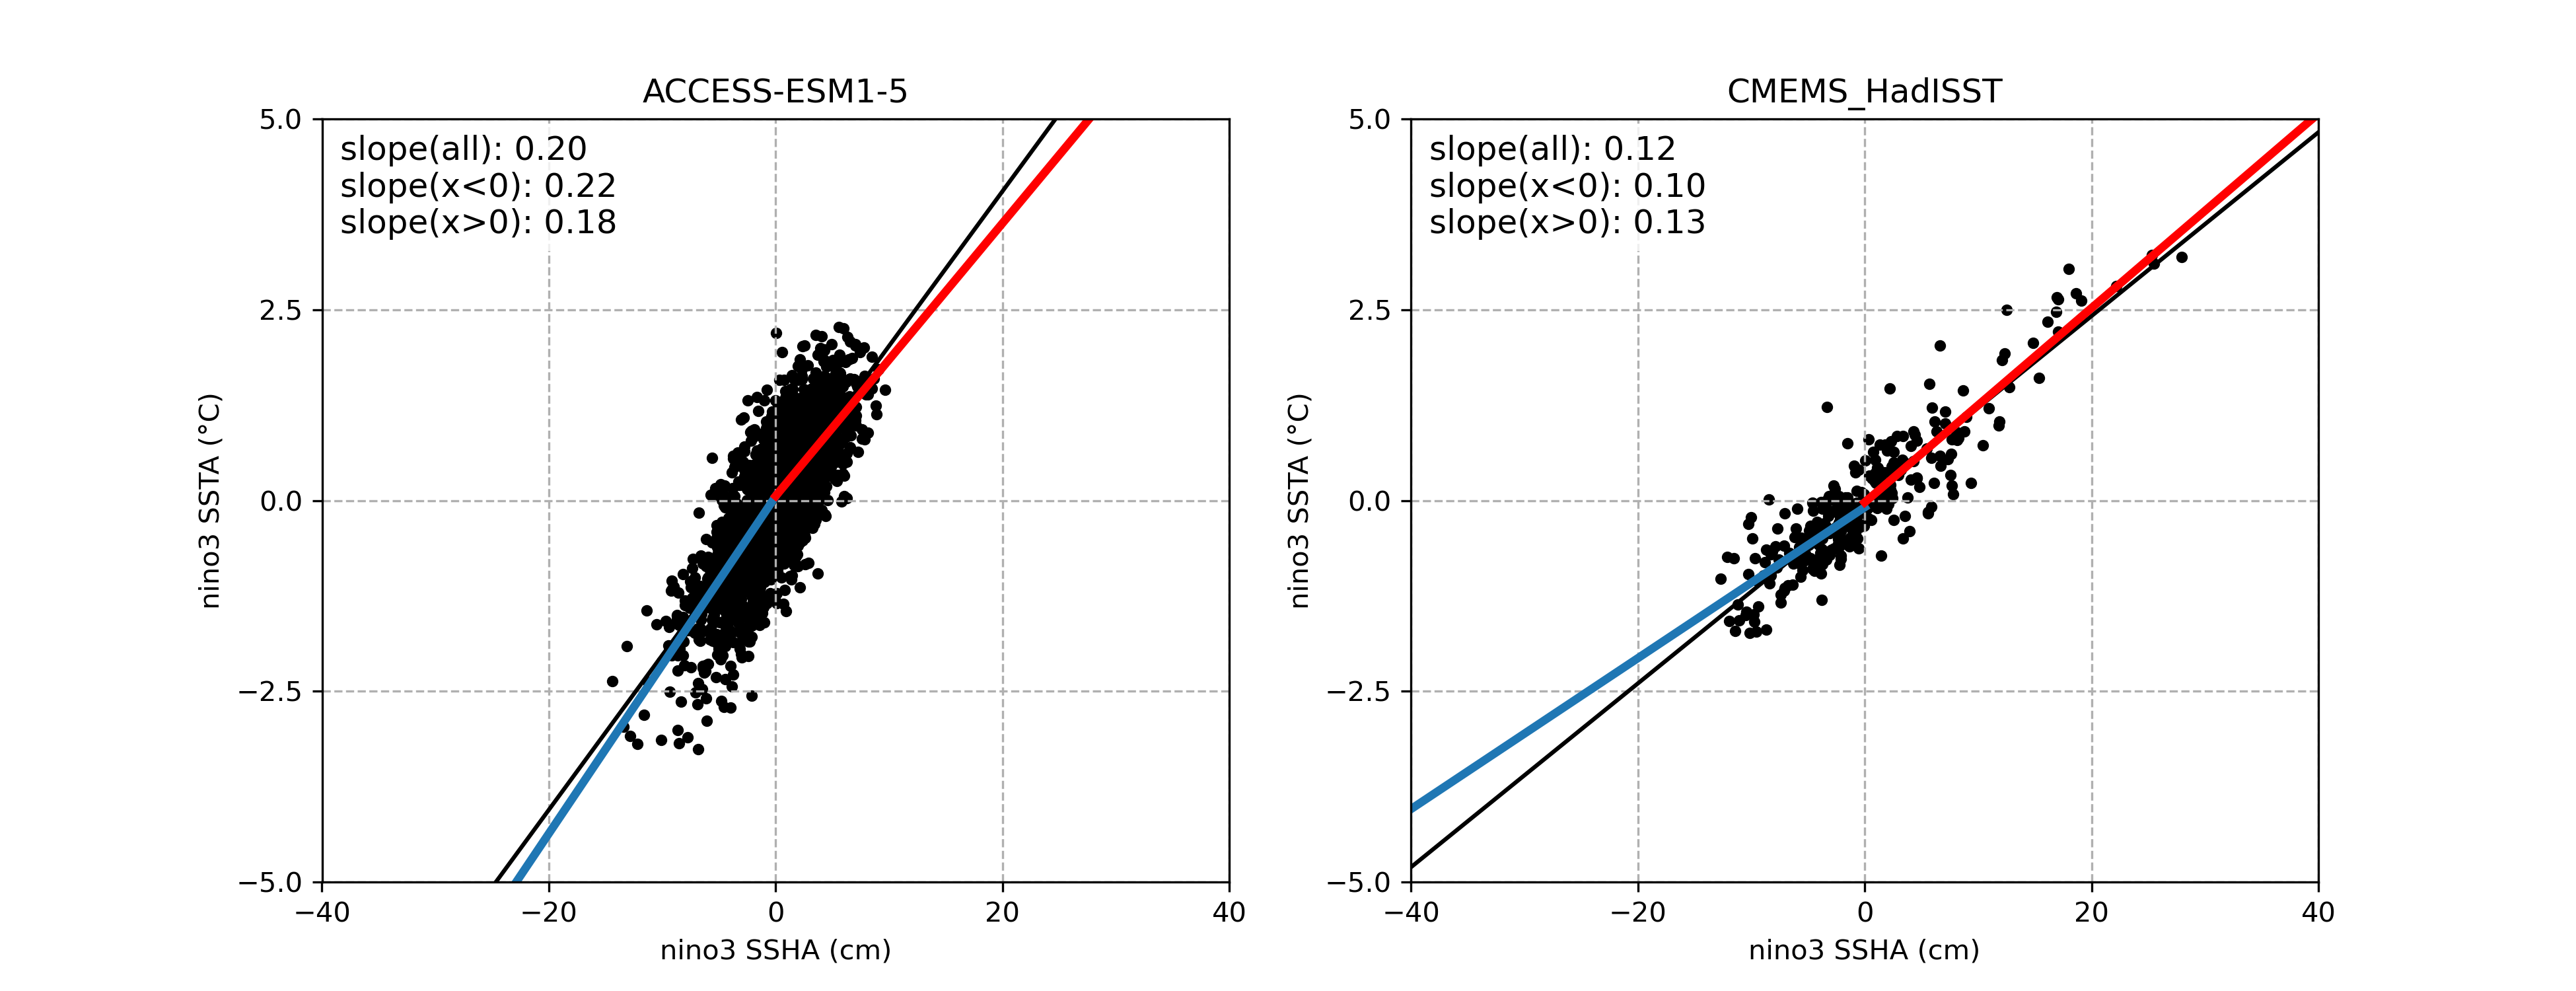 ACCESS-ESM1-5
5.0
2.5
0.0
−2.5
−5.0
nino3 SSTA (°C)
slope(all): 0.20
slope(x<0): 0.22
slope(x>0): 0.18
−40
−20
0
20
40
nino3 SSHA (cm)
CMEMS_HadISST
5.0
2.5
0.0
−2.5
−5.0
nino3 SSTA (°C)
slope(all): 0.12
slope(x<0): 0.10
slope(x>0): 0.13
−40
−20
0
20
40
nino3 SSHA (cm)